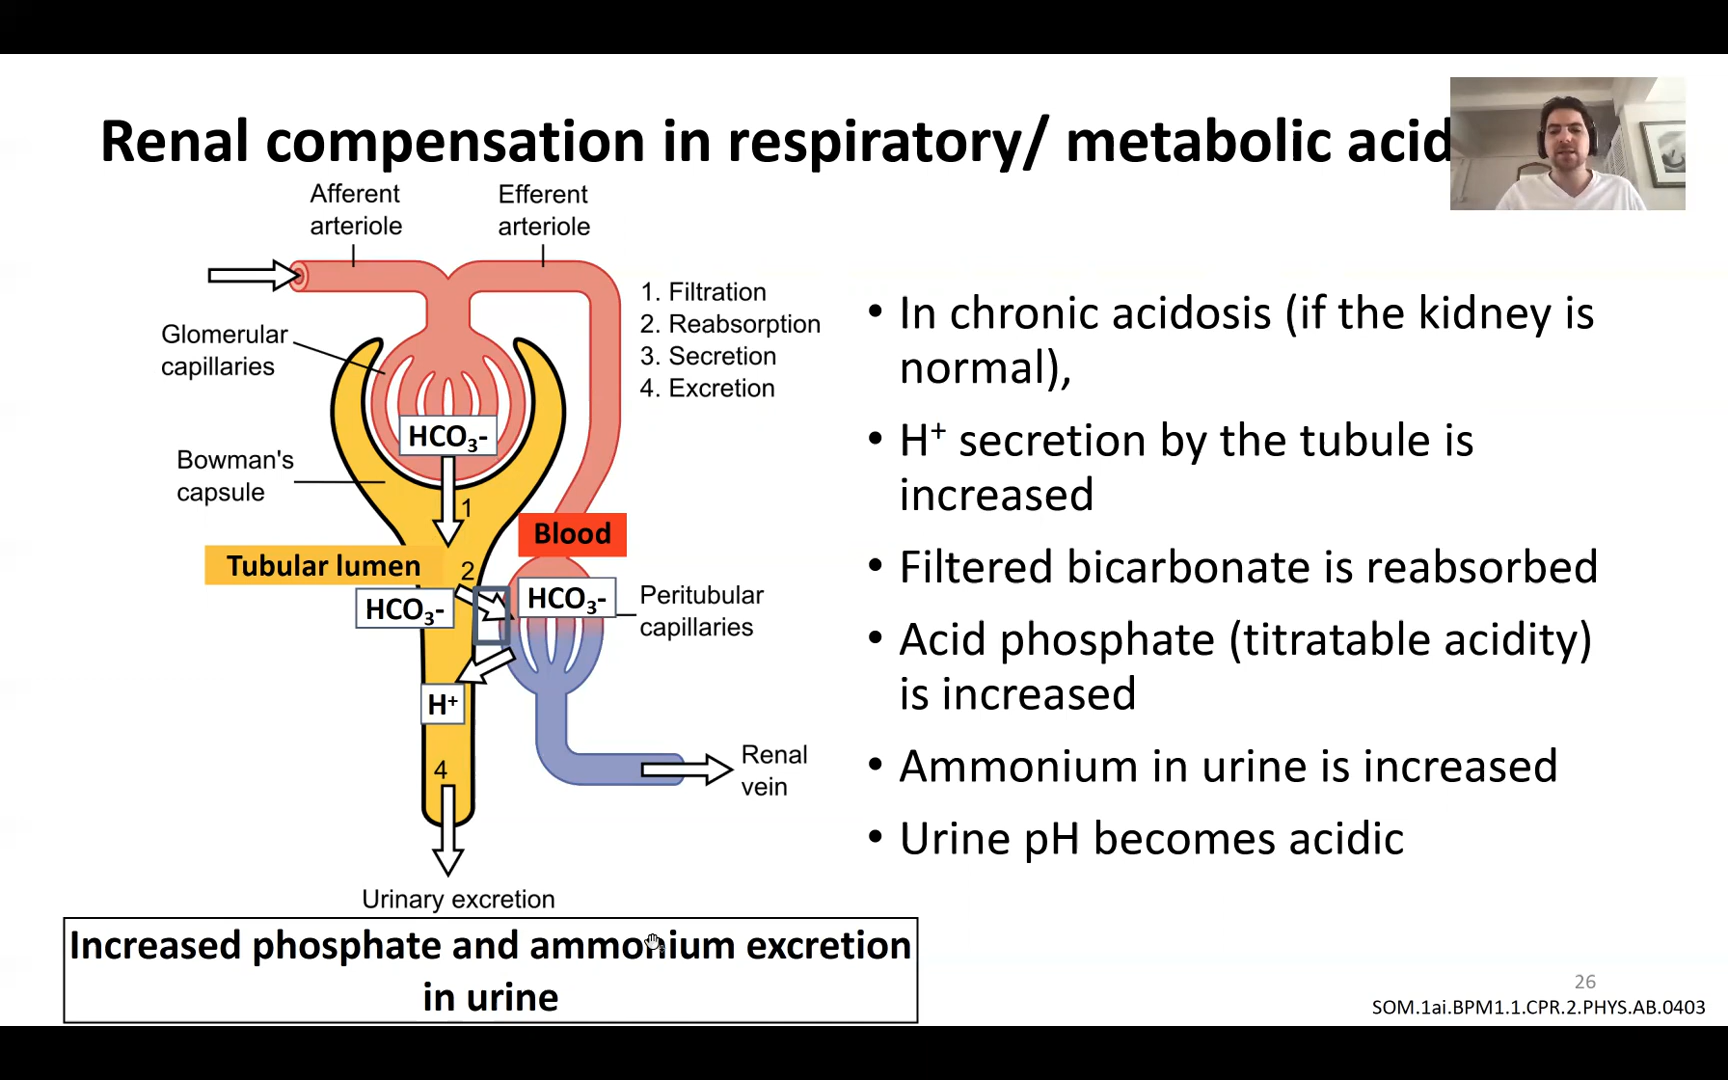 Renal compensation in respiratory/ metabolic acid
Afferent
arteriole
Efferent
arteriole
1. Filtration
2. Reabsorption
3. Secretion
4. Excretion
Glomerular
capillaries
HCO₃-
Bowman's
capsule
1
Blood
Tubular lumen
2
HCO₃-
HCO₃-
Peritubular
capillaries
H⁺
4
Renal
vein
Urinary excretion
Increased phosphate and ammonium excretion
in urine
• In chronic acidosis (if the kidney is
normal),
• H⁺ secretion by the tubule is
increased
• Filtered bicarbonate is reabsorbed
• Acid phosphate (titratable acidity)
is increased
• Ammonium in urine is increased
• Urine pH becomes acidic
26
SOM.1ai.BPM1.1.CPR.2.PHYS.AB.0403